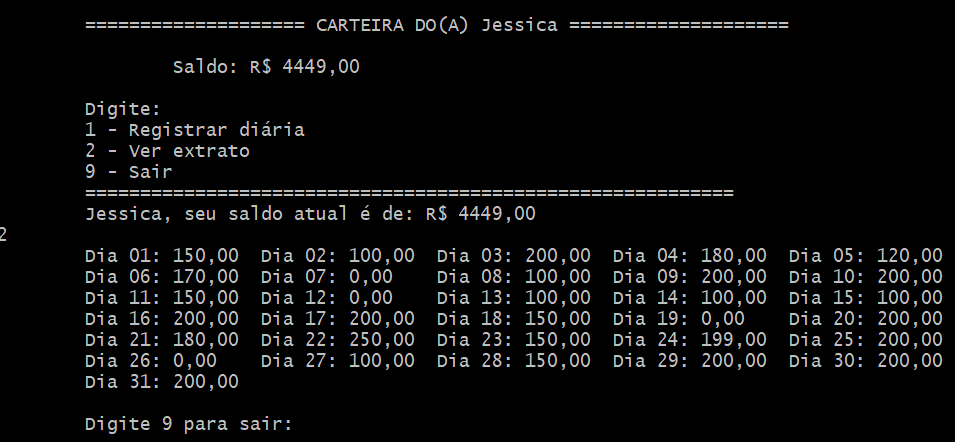 ==================== CARTEIRA DO(A) Jessica ====================
Saldo: R$ 4449,00
Digite:
1 - Registrar diária
2 - Ver extrato
9 - Sair
===========================================================
Jessica, seu saldo atual é de: R$ 4449,00
2
Dia 01: 150,00 Dia 02: 100,00 Dia 03: 200,00 Dia 04: 180,00 Dia 05: 120,00
Dia 06: 170,00 Dia 07: 0,00 Dia 08: 100,00 Dia 09: 200,00 Dia 10: 200,00
Dia 11: 150,00 Dia 12: 0,00 Dia 13: 100,00 Dia 14: 100,00 Dia 15: 100,00
Dia 16: 200,00 Dia 17: 200,00 Dia 18: 150,00 Dia 19: 0,00 Dia 20: 200,00
Dia 21: 180,00 Dia 22: 250,00 Dia 23: 150,00 Dia 24: 199,00 Dia 25: 200,00
Dia 26: 0,00 Dia 27: 100,00 Dia 28: 150,00 Dia 29: 200,00 Dia 30: 200,00
Dia 31: 200,00
Digite 9 para sair: